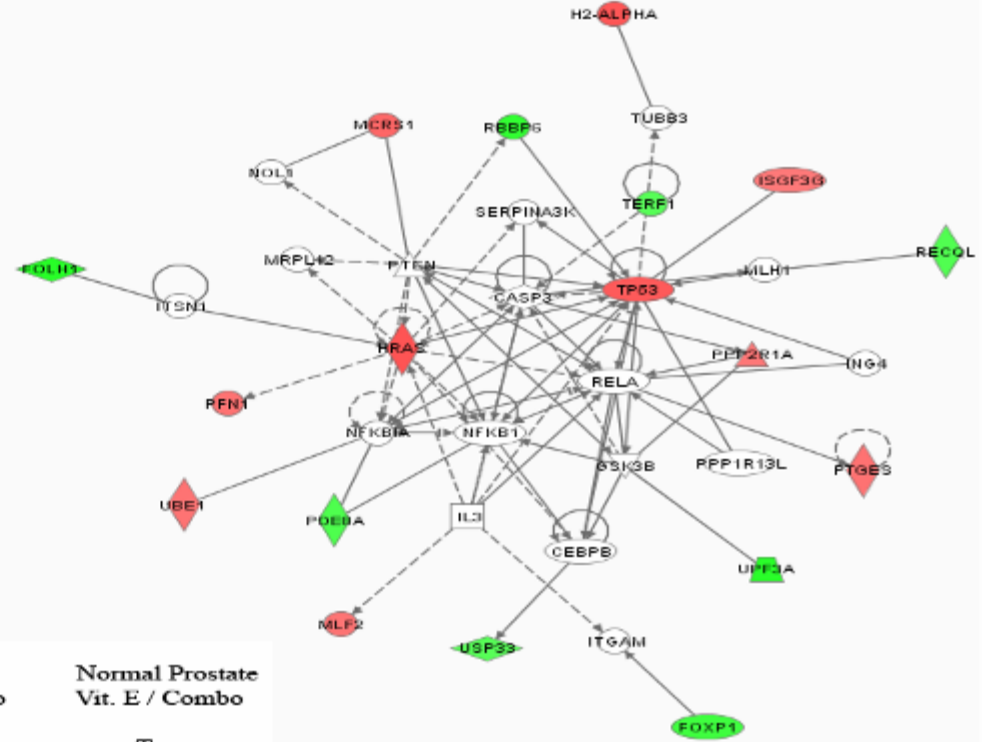 H2-ALPHA
TUBB3
MCRS1
RBBP6
NOL1
ISGF3G
SERPINA3K
TERF1
RECQL
MRPL12
PTEN
FOLH1
MLH1
TP53
CASP3
ITSN1
HRAS
PPP2R1A
ING4
RELA
PFN1
NFKBIA
NFKB1
GSK3B
PPP1R13L
PTGES
UBE1
PDE8A
IL3
CEBPB
UPF3A
MLF2
USP33
ITGAM
Normal Prostate
Vit. E / Combo
FOXP1